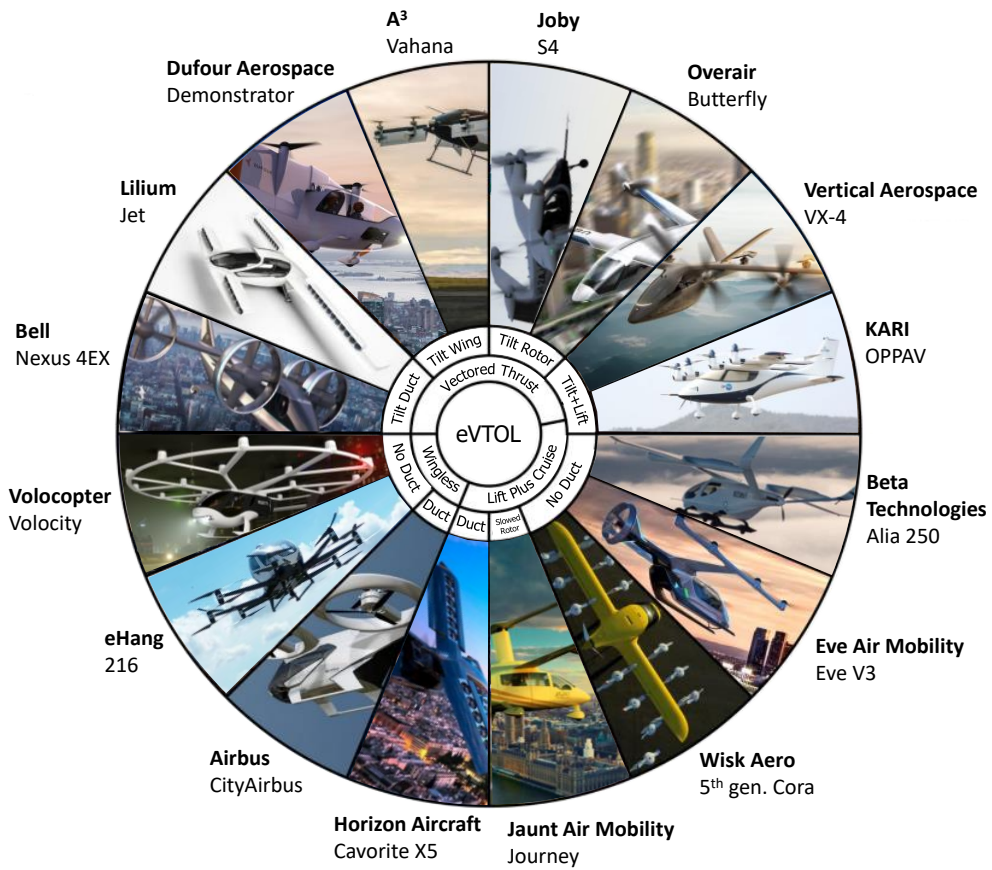 A³
Vahana
Joby
S4
Overair
Butterfly
Vertical Aerospace
VX-4
KARI
OPPAV
Beta
Technologies
Alia 250
Eve Air Mobility
Eve V3
Wisk Aero
5th gen. Cora
Jaunt Air Mobility
Journey
Horizon Aircraft
Cavorite X5
Airbus
CityAirbus
eHang
216
Volocopter
Volocity
Bell
Nexus 4EX
Lilium
Jet
Dufour Aerospace
Demonstrator
Tilt Wing
Tilt Rotor
Tilt+Lift
No Duct
Slowed
Rotor
Duct
Duct
No Duct
Tilt Duct
Vectored Thrust
Lift Plus Cruise
Wingless
eVTOL